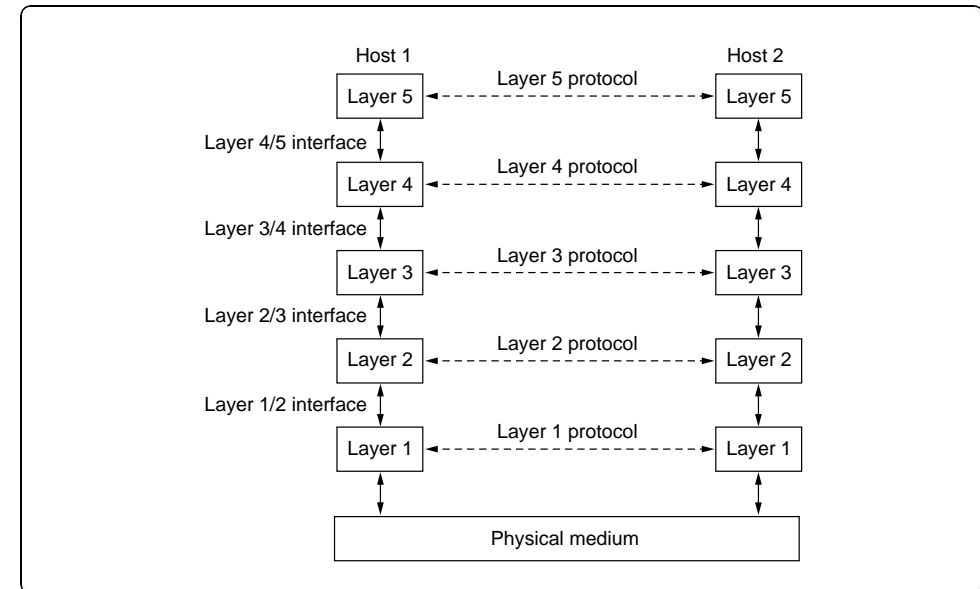 Host 1 Host 2
Layer 5 Layer 5 protocol Layer 5
Layer 4/5 interface
Layer 4 Layer 4 protocol Layer 4
Layer 3/4 interface
Layer 3 Layer 3 protocol Layer 3
Layer 2/3 interface
Layer 2 Layer 2 protocol Layer 2
Layer 1/2 interface
Layer 1 Layer 1 protocol Layer 1
Physical medium